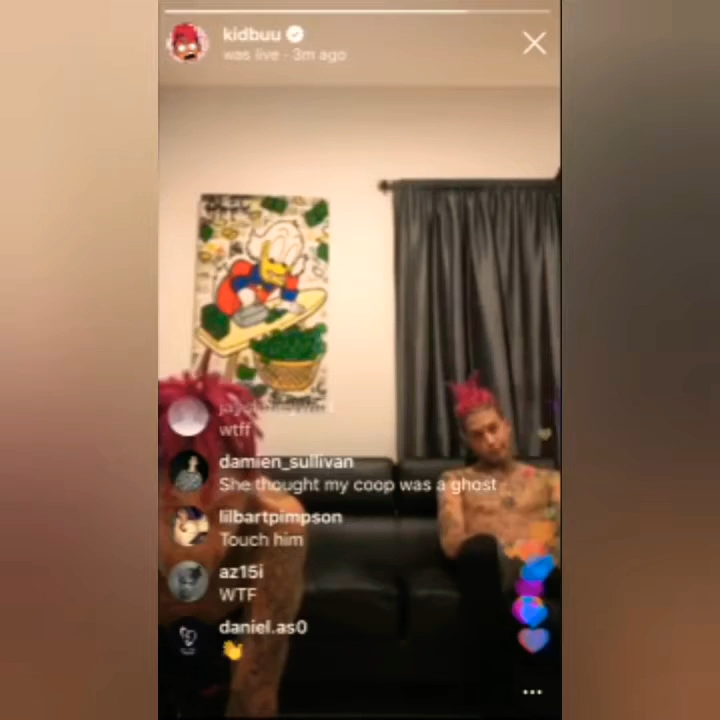 kidbuu
was live · 3m ago
wtff
damien_sullivan
She thought my coop was a ghost
lilbartpimpson
Touch him
az15i
WTF
daniel.as0
👋